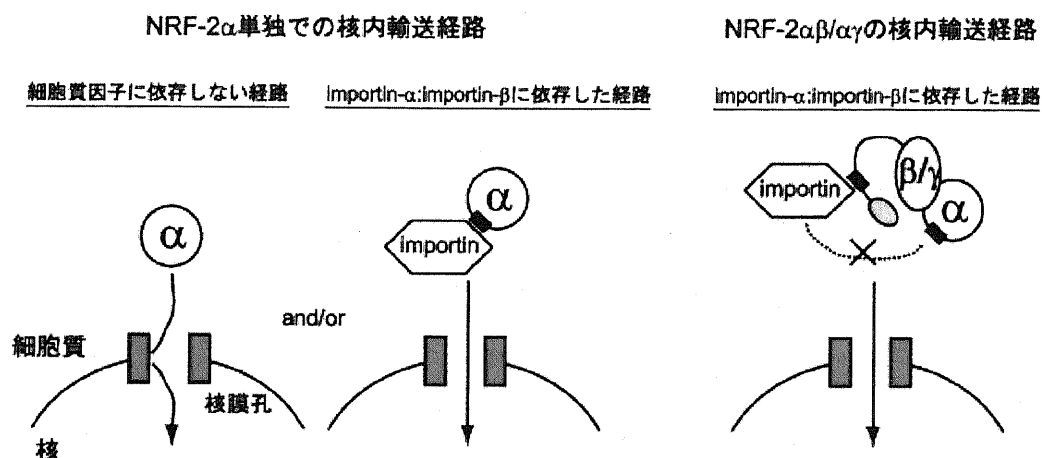 NRF-2α単独での核内輸送経路
NRF-2αβ/αγの核内輸送経路
細胞質因子に依存しない経路
importin-α:importin-βに依存した経路
importin-α:importin-βに依存した経路
α
importin
α
importin
β/γ
α
and/or
細胞質
核膜孔
核